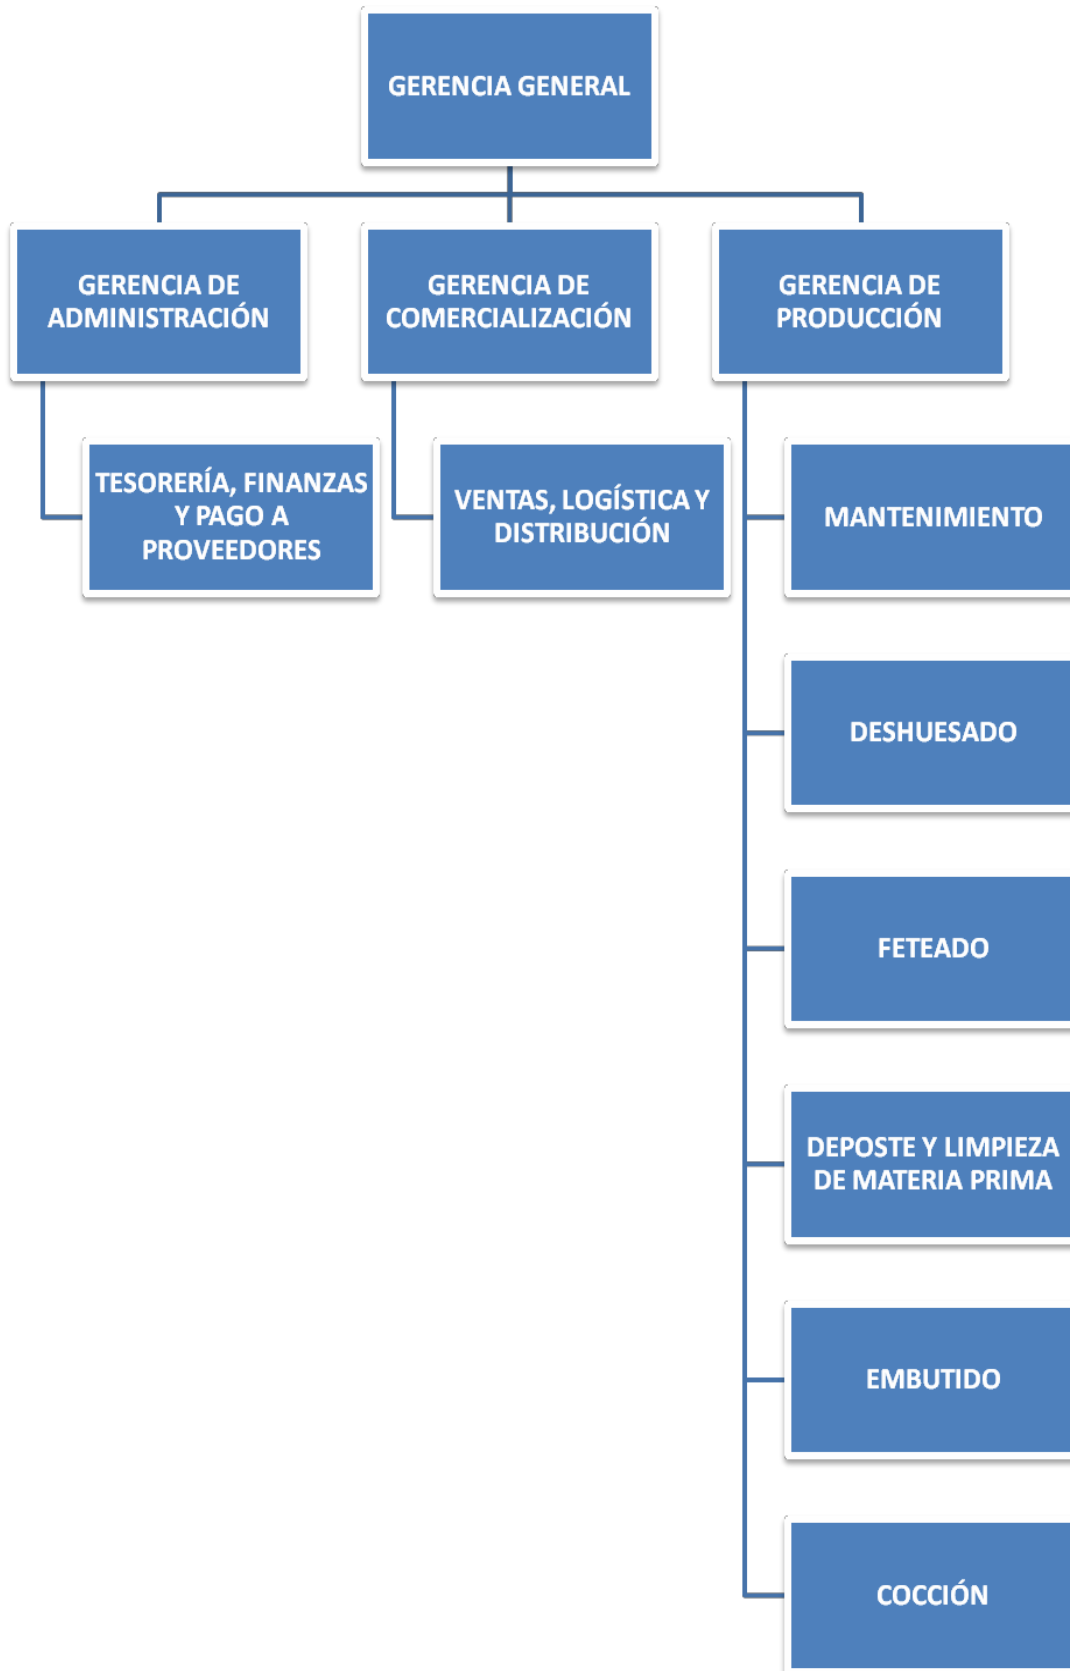 GERENCIA GENERAL
GERENCIA DE
ADMINISTRACIÓN
GERENCIA DE
COMERCIALIZACIÓN
GERENCIA DE
PRODUCCIÓN
TESORERÍA, FINANZAS
Y PAGO A
PROVEEDORES
VENTAS, LOGÍSTICA Y
DISTRIBUCIÓN
MANTENIMIENTO
DESHUESADO
FETEADO
DEPOSTE Y LIMPIEZA
DE MATERIA PRIMA
EMBUTIDO
COCCIÓN